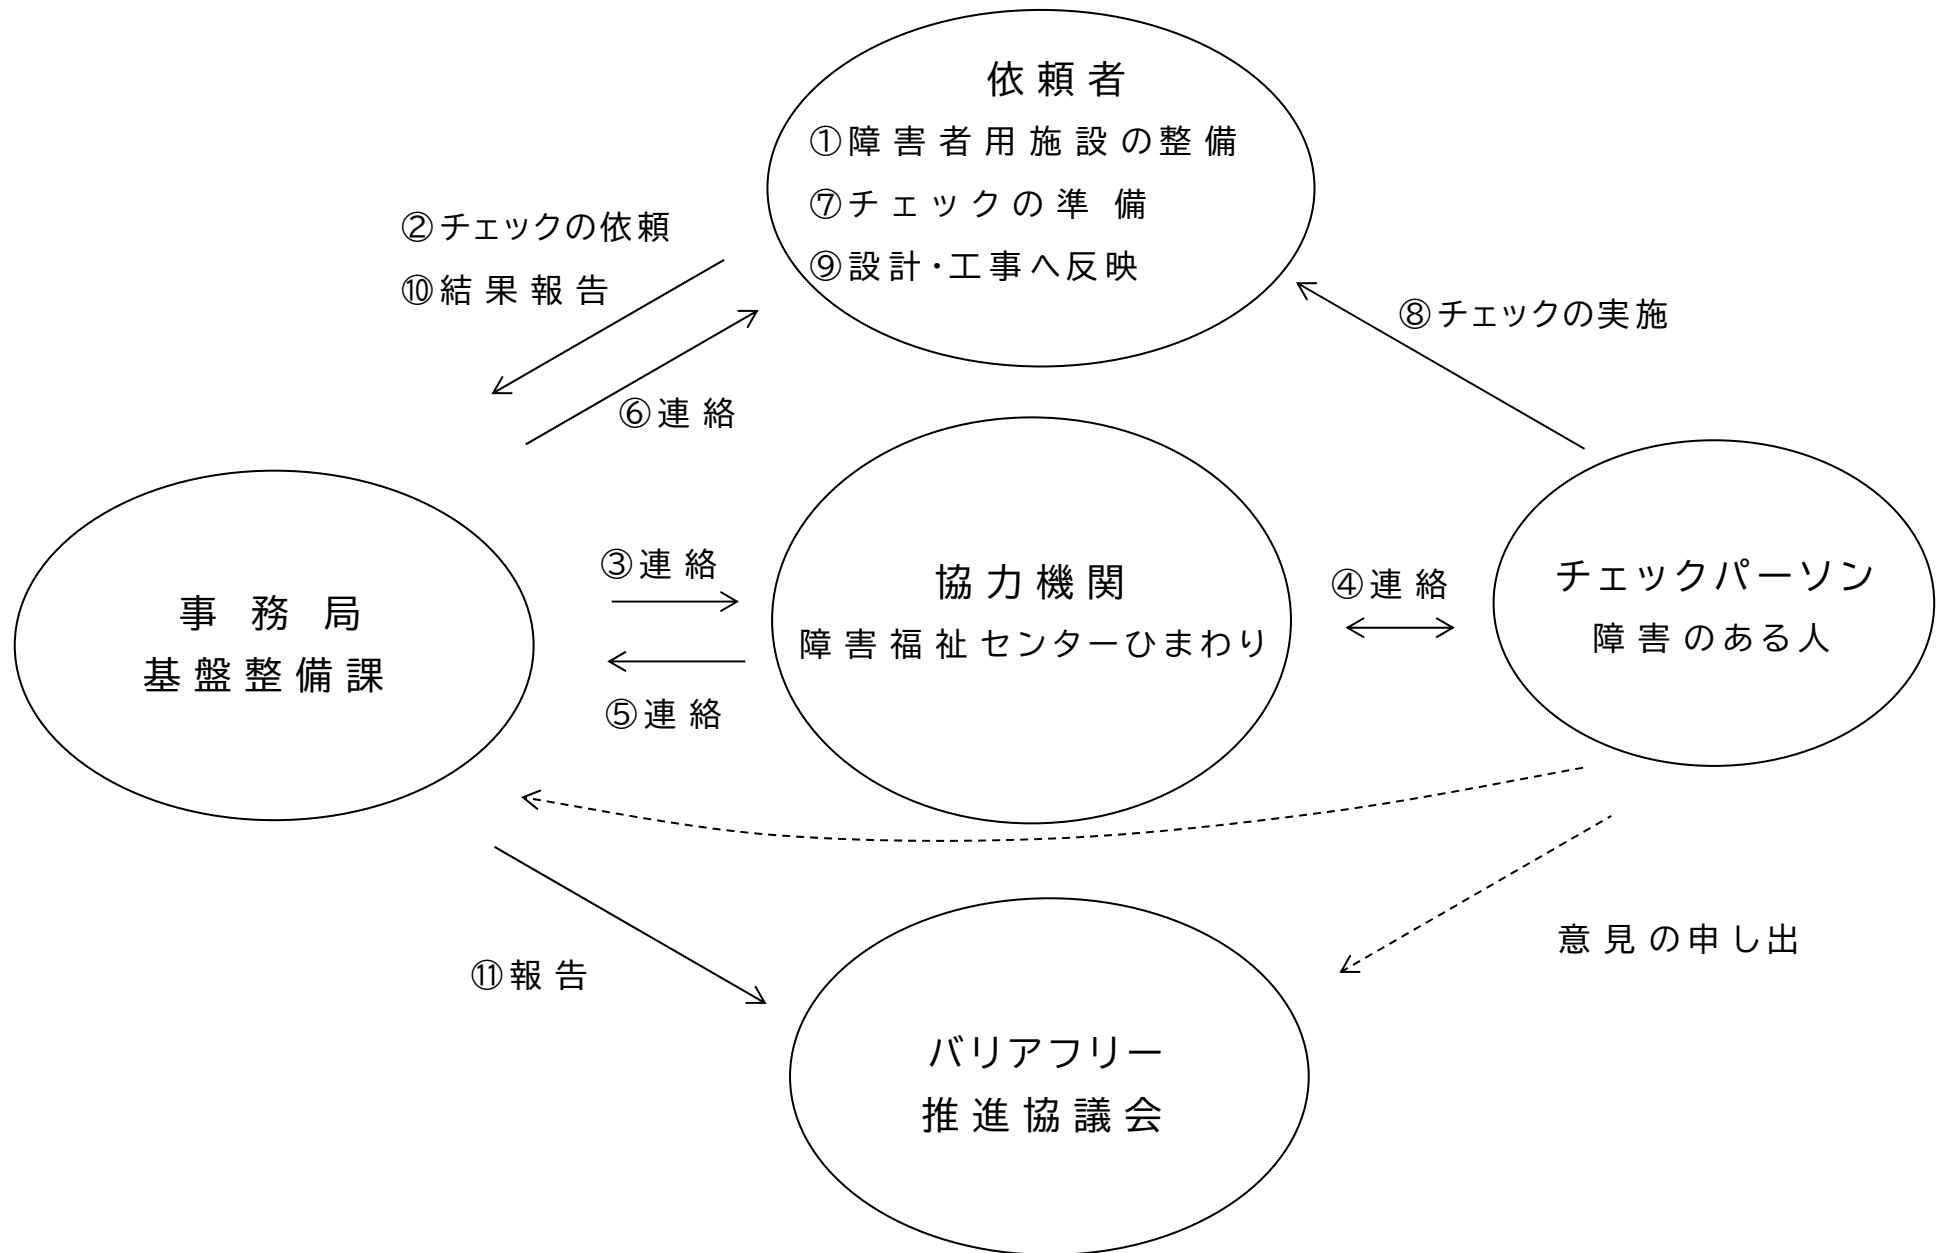 依頼者
①障害者用施設の整備
⑦チェックの準備
⑨設計・工事へ反映
②チェックの依頼
⑩結果報告
⑧チェックの実施
⑥連絡
事務局
基盤整備課
③連絡
⑤連絡
協力機関
障害福祉センターひまわり
④連絡
チェックパーソン
障害のある人
⑪報告
意見の申し出
バリアフリー
推進協議会